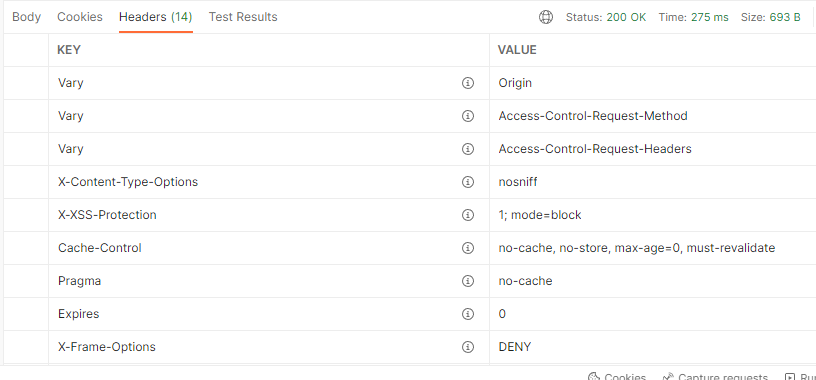 Body Cookies Headers (14) Test Results Status: 200 OK Time: 275 ms Size: 693 B
KEY VALUE
Vary Origin
Vary Access-Control-Request-Method
Vary Access-Control-Request-Headers
X-Content-Type-Options nosniff
X-XSS-Protection 1; mode=block
Cache-Control no-cache, no-store, max-age=0, must-revalidate
Pragma no-cache
Expires 0
X-Frame-Options DENY
Cookies Capture requests